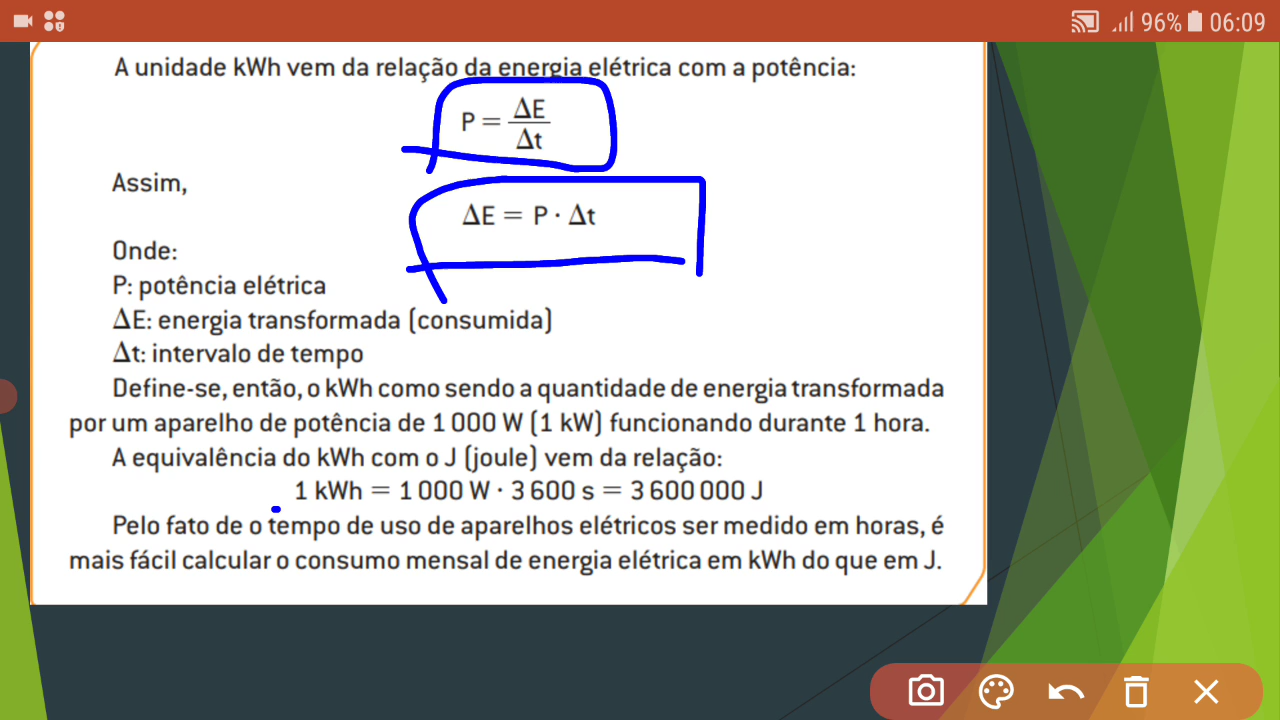 96% 06:09
A unidade kWh vem da relação da energia elétrica com a potência:
P = ΔE/Δt
Assim,
ΔE = P · Δt
Onde:
P: potência elétrica
ΔE: energia transformada (consumida)
Δt: intervalo de tempo
Define-se, então, o kWh como sendo a quantidade de energia transformada
por um aparelho de potência de 1 000 W (1 kW) funcionando durante 1 hora.
A equivalência do kWh com o J (joule) vem da relação:
1 kWh = 1 000 W · 3 600 s = 3 600 000 J
Pelo fato de o tempo de uso de aparelhos elétricos ser medido em horas, é
mais fácil calcular o consumo mensal de energia elétrica em kWh do que em J.